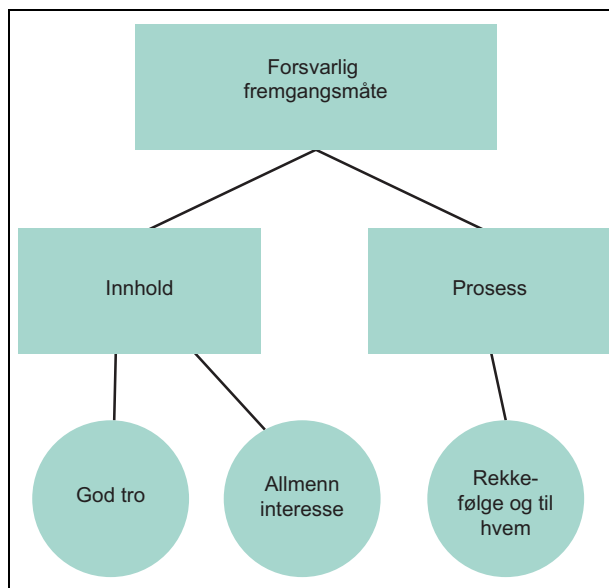 Forsvarlig
fremgangsmåte
Innhold
Prosess
God tro
Allmenn
interesse
Rekke-
følge og til
hvem